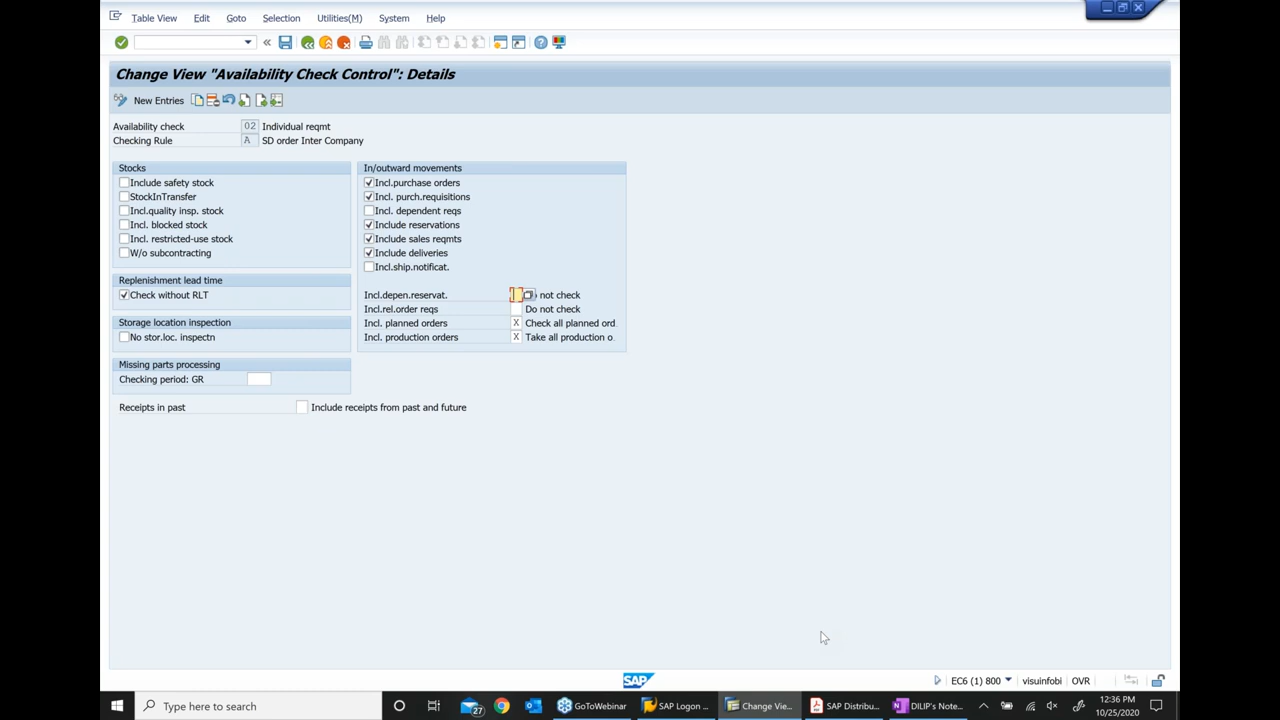 Table View Edit Goto Selection Utilities(M) System Help
Change View "Availability Check Control": Details
New Entries
Availability check 02 Individual reqmt
Checking Rule A SD order Inter Company
Stocks
Include safety stock
StockInTransfer
Incl.quality insp. stock
Incl. blocked stock
Incl. restricted-use stock
W/o subcontracting
Replenishment lead time
Check without RLT
Storage location inspection
No stor.loc. inspectn
Missing parts processing
Checking period: GR
In/outward movements
Incl.purchase orders
Incl. purch.requisitions
Incl. dependent reqs
Include reservations
Include sales reqmts
Include deliveries
Incl.ship.notificat.
Incl.depen.reservat. not check
Incl.rel.order reqs Do not check
Incl. planned orders X Check all planned ord.
Incl. production orders X Take all production o.
Receipts in past Include receipts from past and future
SAP
EC6 (1) 800 visuinfobi OVR
Type here to search
27
GoToWebinar
SAP Logon ...
Change Vie...
SAP Distribu...
DILIP's Note...
12:36 PM
10/25/2020